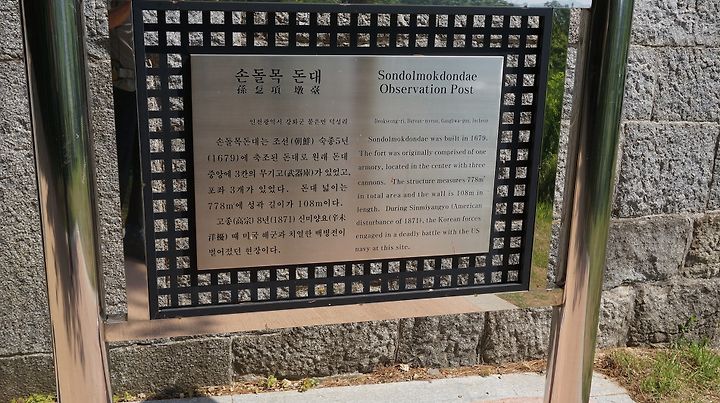 손돌목 돈대
孫乭項 墩臺
인천광역시 강화군 불은면 덕성리
손돌목돈대는 조선(朝鮮) 숙종5년
(1679)에 축조된 돈대로 원래 돈대
중앙에 3칸의 무기고(武器庫)가 있었고,
포좌 3개가 있었다. 돈대 넓이는
778㎡에 성곽 길이가 108m이다.
고종(高宗) 8년(1871) 신미양요(辛未
洋擾) 때 미국 해군과 치열한 백병전이
벌어졌던 현장이다.
Sondolmokdondae
Observation Post
Deokseong-ri, Bureun-myeon, Ganghwa-gun, Incheon
Sondolmokdondae was built in 1679.
The fort was originally comprised of one
armory, located in the center with three
cannons. The structure measures 778㎡
in total area and the wall is 108m in
length. During Sinmiyangyo (American
disturbance of 1871), the Korean forces
engaged in a deadly battle with the US
navy at this site.